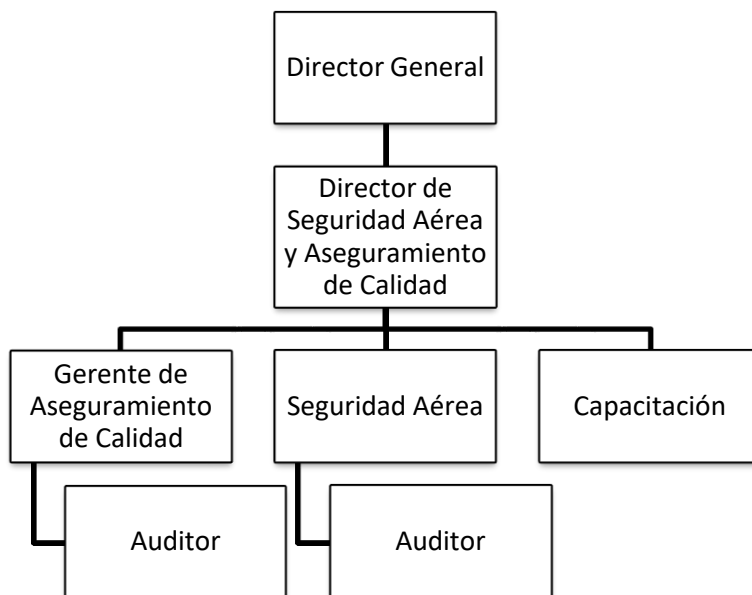 Director General
Director de
Seguridad Aérea
y Aseguramiento
de Calidad
Gerente de
Aseguramiento
de Calidad
Seguridad Aérea
Capacitación
Auditor
Auditor